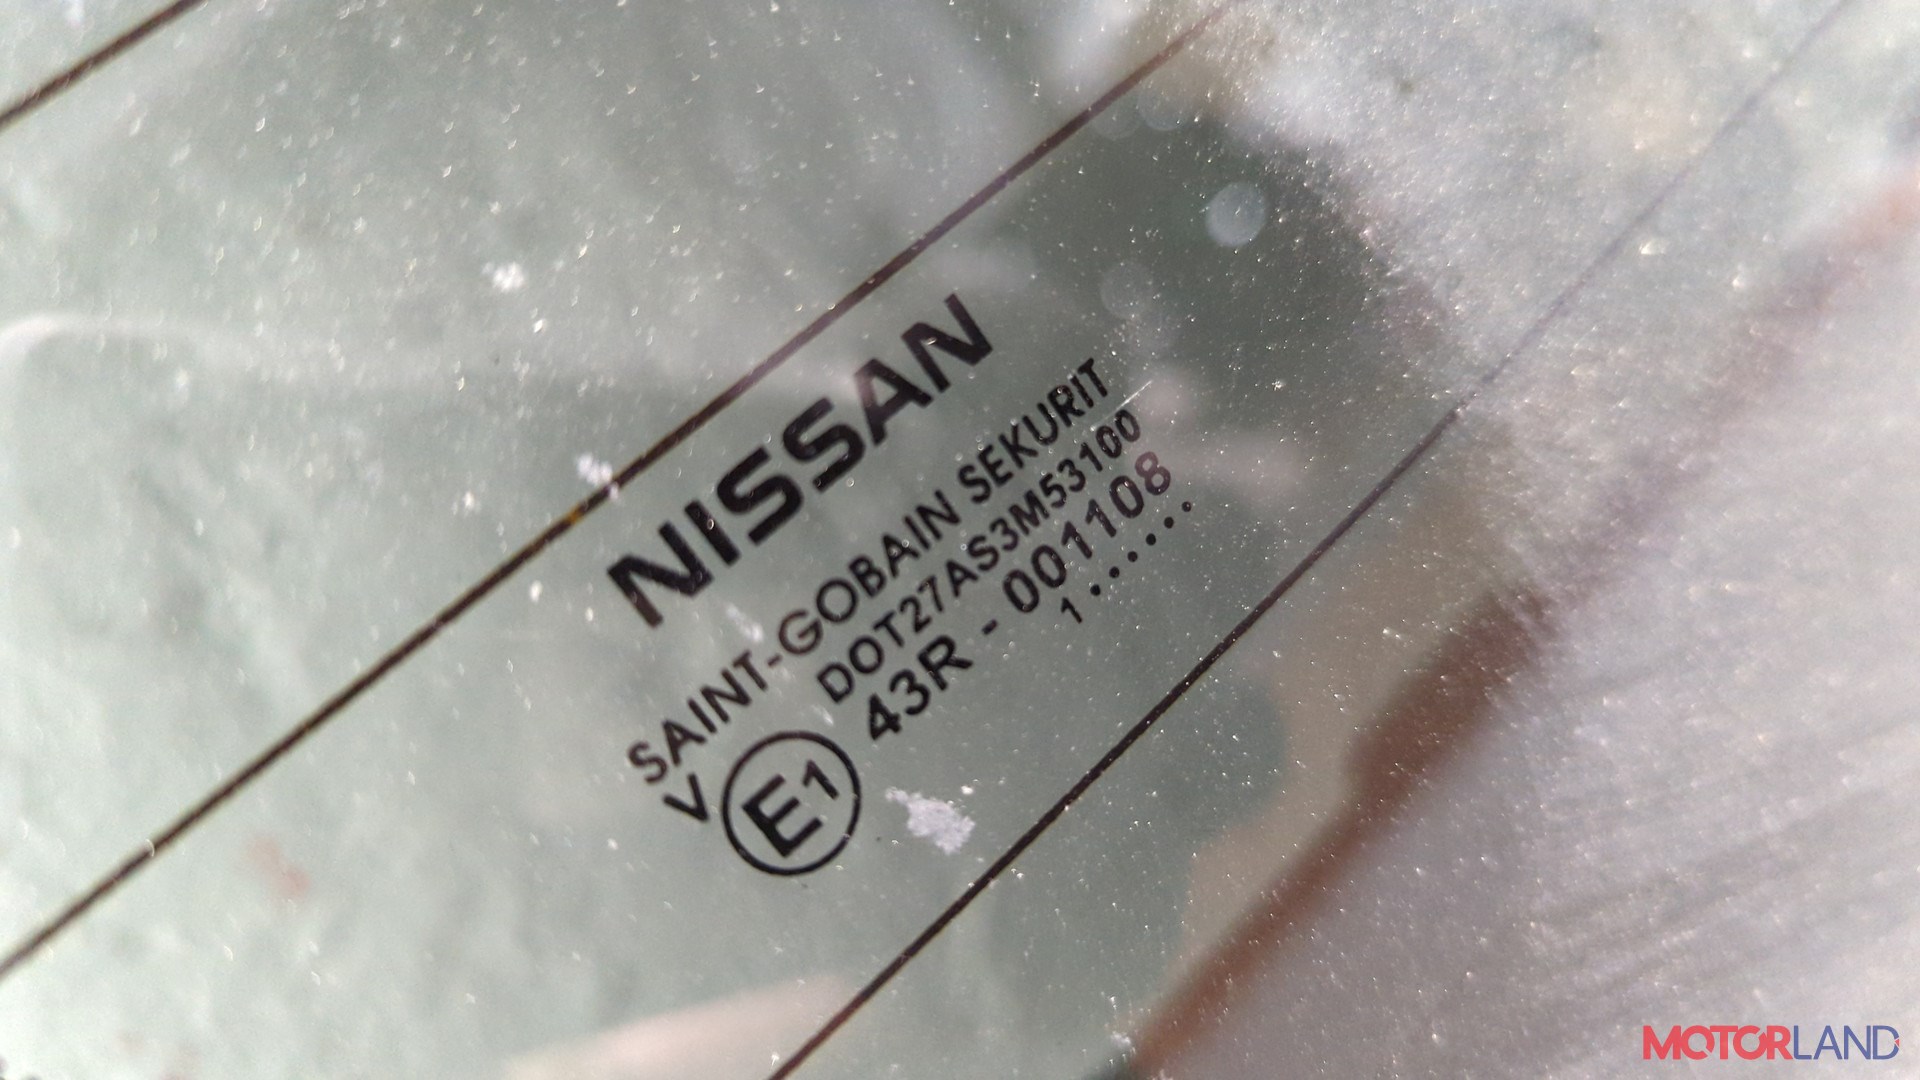 NISSAN
SAINT-GOBAIN SEKURIT
DOT27AS3M53100
V E1 43R - 001108
1 • • • • • •
MOTORLAND